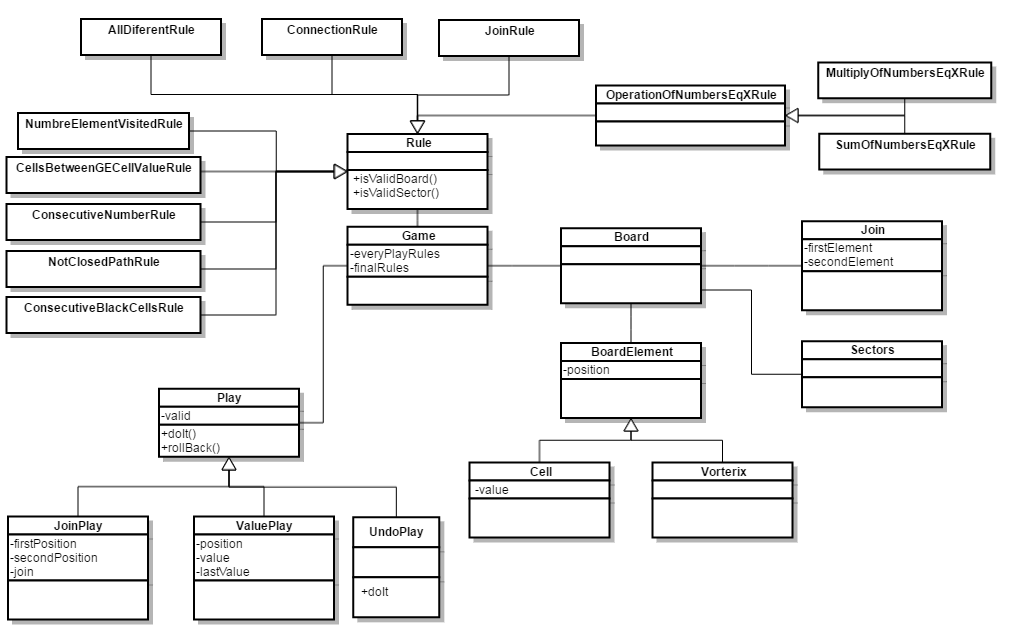 AllDiferentRule
ConnectionRule
JoinRule
MultiplyOfNumbersEqXRule
OperationOfNumbersEqXRule
SumOfNumbersEqXRule
NumbreElementVisitedRule
CellsBetweenGECellValueRule
ConsecutiveNumberRule
NotClosedPathRule
ConsecutiveBlackCellsRule
Rule
+isValidBoard()
+isValidSector()
Game
-everyPlayRules
-finalRules
Board
Join
-firstElement
-secondElement
BoardElement
-position
Sectors
Play
-valid
+doIt()
+rollBack()
Cell
-value
Vorterix
JoinPlay
-firstPosition
-secondPosition
-join
ValuePlay
-position
-value
-lastValue
UndoPlay
+doIt